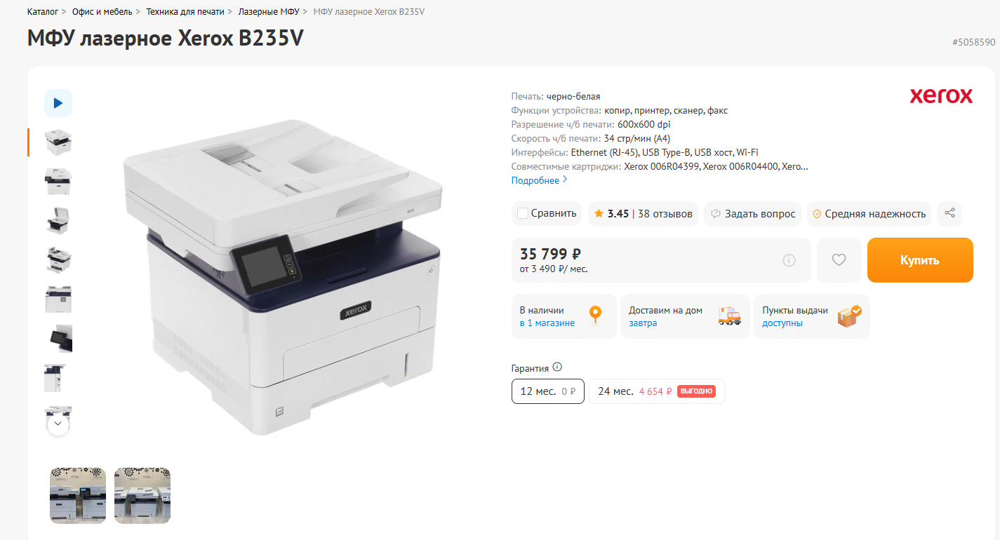 Каталог > Офис и мебель > Техника для печати > Лазерные МФУ > МФУ лазерное Xerox B235V
МФУ лазерное Xerox B235V
#5058590
xerox
Печать: черно-белая
Функции устройства: копир, принтер, сканер, факс
Разрешение ч/б печати: 600x600 dpi
Скорость ч/б печати: 34 стр/мин (А4)
Интерфейсы: Ethernet (RJ-45), USB Type-B, USB хост, Wi-Fi
Совместимые картриджи: Xerox 006R04399, Xerox 006R04400, Xero...
Подробнее >
Сравнить
3.45 | 38 отзывов
Задать вопрос
Средняя надежность
35 799 ₽
от 3 490 ₽/ мес.
Купить
В наличии
в 1 магазине
Доставим на дом
завтра
Пункты выдачи
доступны
Гарантия
12 мес. 0 ₽
24 мес. 4 654 ₽ ВЫГОДНО
B235
xerox